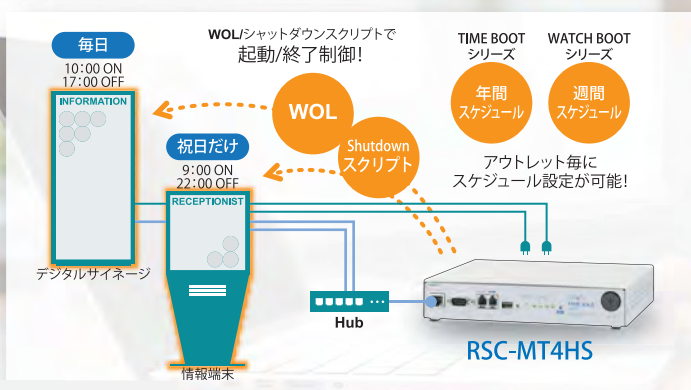 毎日
10:00 ON
17:00 OFF
INFORMATION
デジタルサイネージ
WOL/シャットダウンスクリプトで
起動/終了制御!
WOL
Shutdown
スクリプト
祝日だけ
9:00 ON
22:00 OFF
RECEPTIONIST
情報端末
TIME BOOT
シリーズ
年間
スケジュール
WATCH BOOT
シリーズ
週間
スケジュール
アウトレット毎に
スケジュール設定が可能!
Hub
RSC-MT4HS